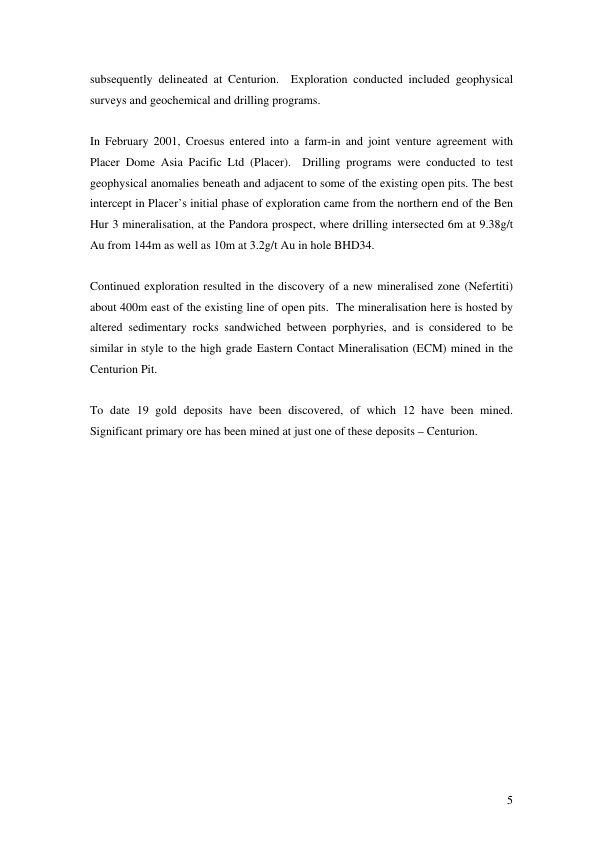 subsequently delineated at Centurion.  Exploration conducted included geophysical
surveys and geochemical and drilling programs.
In February 2001, Croesus entered into a farm-in and joint venture agreement with
Placer Dome Asia Pacific Ltd (Placer).  Drilling programs were conducted to test
geophysical anomalies beneath and adjacent to some of the existing open pits. The best
intercept in Placer’s initial phase of exploration came from the northern end of the Ben
Hur 3 mineralisation, at the Pandora prospect, where drilling intersected 6m at 9.38g/t
Au from 144m as well as 10m at 3.2g/t Au in hole BHD34.
Continued exploration resulted in the discovery of a new mineralised zone (Nefertiti)
about 400m east of the existing line of open pits.  The mineralisation here is hosted by
altered sedimentary rocks sandwiched between porphyries, and is considered to be
similar in style to the high grade Eastern Contact Mineralisation (ECM) mined in the
Centurion Pit.
To date 19 gold deposits have been discovered, of which 12 have been mined.
Significant primary ore has been mined at just one of these deposits – Centurion.
5